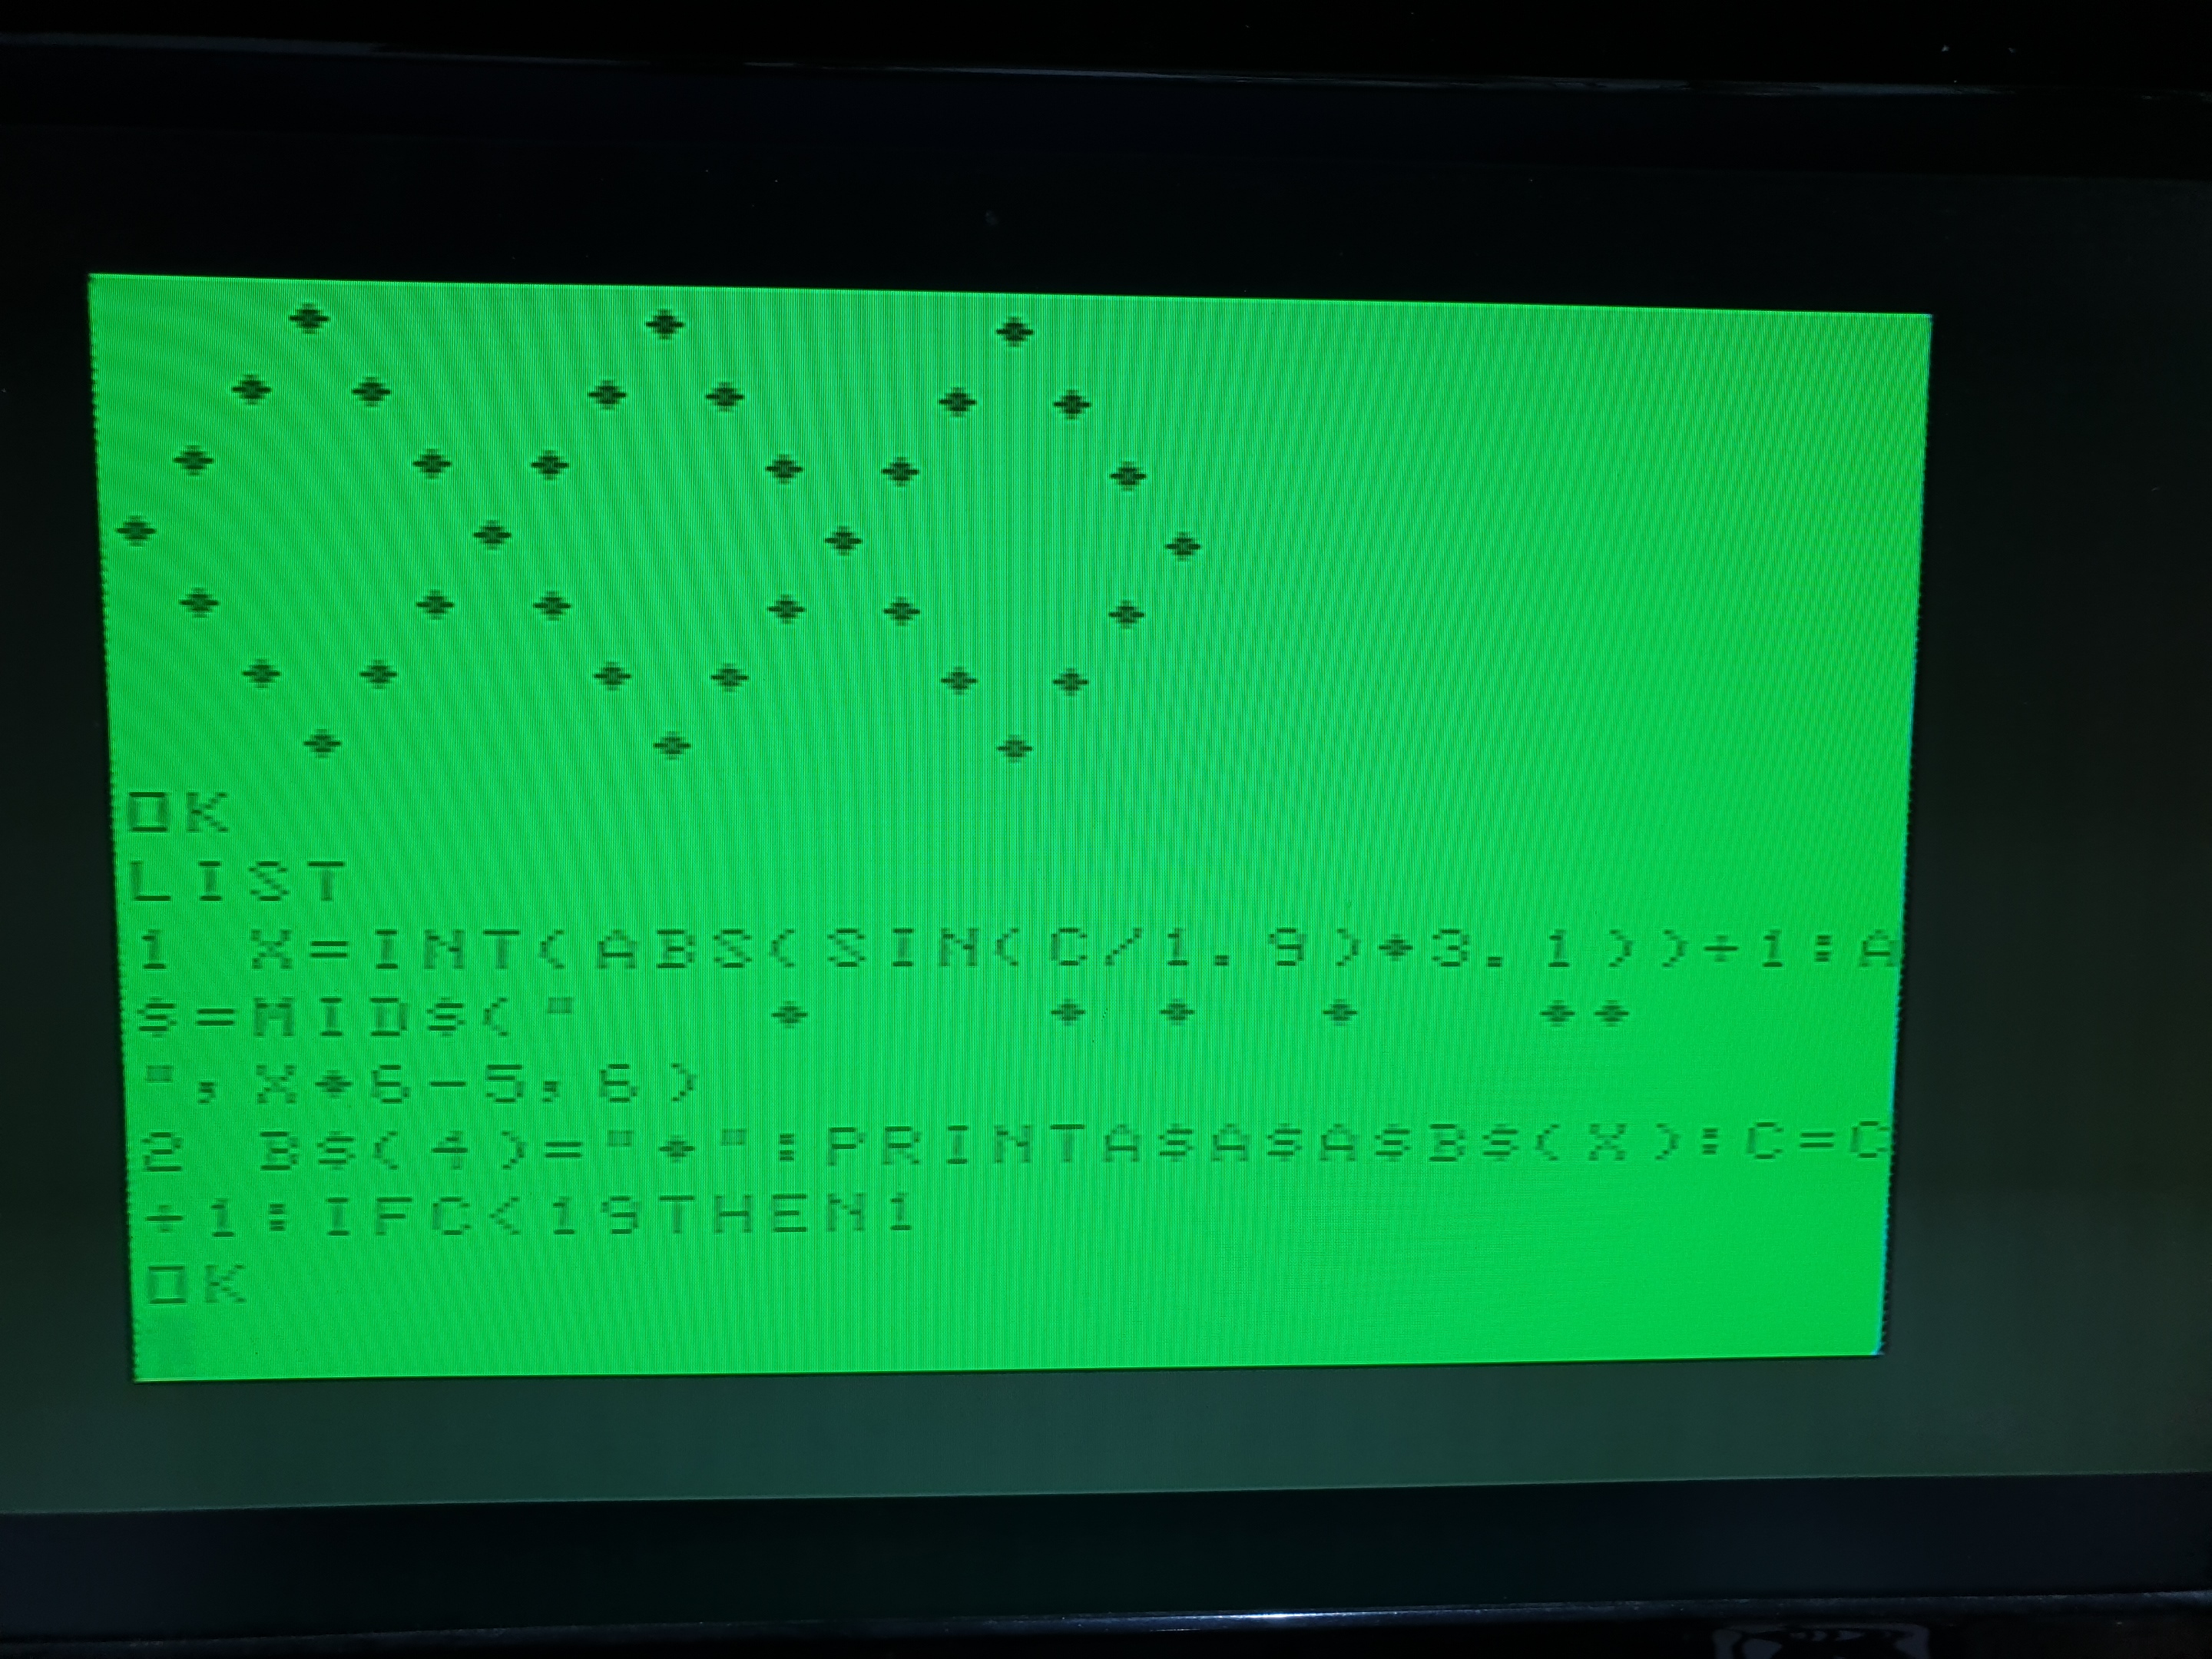 *     *     *
  * *   * *   * *
 *   * *   * *   *
*     *     *     *
 *   * *   * *   *
  * *   * *   * *
   *     *     *
OK
LIST
1 X=INT(ABS(SIN(C/1.9)*3.1))+1:A
$=MID$("   *    * *  *   **
",X*6-5,6)
2 B$(4)="*":PRINTA$A$A$B$(X):C=C
+1:IFC<19THEN1
OK